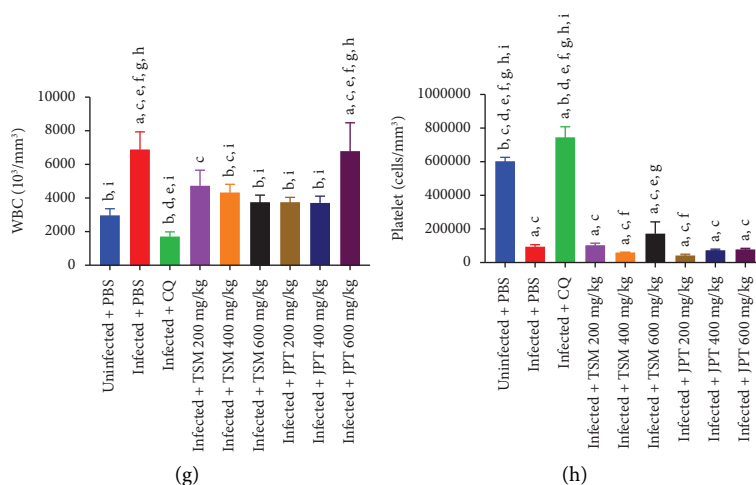 WBC (10³/mm³)
10000
8000
6000
4000
2000
0
b, i
a, c, e, f, g, h
b, d, e, i
c
b, c, i
b, i
b, i
b, i
a, c, e, f, g, h
Uninfected + PBS
Infected + PBS
Infected + CQ
Infected + TSM 200 mg/kg
Infected + TSM 400 mg/kg
Infected + TSM 600 mg/kg
Infected + JPT 200 mg/kg
Infected + JPT 400 mg/kg
Infected + JPT 600 mg/kg
(g)
Platelet (cells/mm³)
1000000
800000
600000
400000
200000
0
b, c, d, e, f, g, h, i
a, c
a, b, d, e, f, g, h, i
a, c
a, c, f
a, c, e, g
a, c, f
a, c
a, c
Uninfected + PBS
Infected + PBS
Infected + CQ
Infected + TSM 200 mg/kg
Infected + TSM 400 mg/kg
Infected + TSM 600 mg/kg
Infected + JPT 200 mg/kg
Infected + JPT 400 mg/kg
Infected + JPT 600 mg/kg
(h)